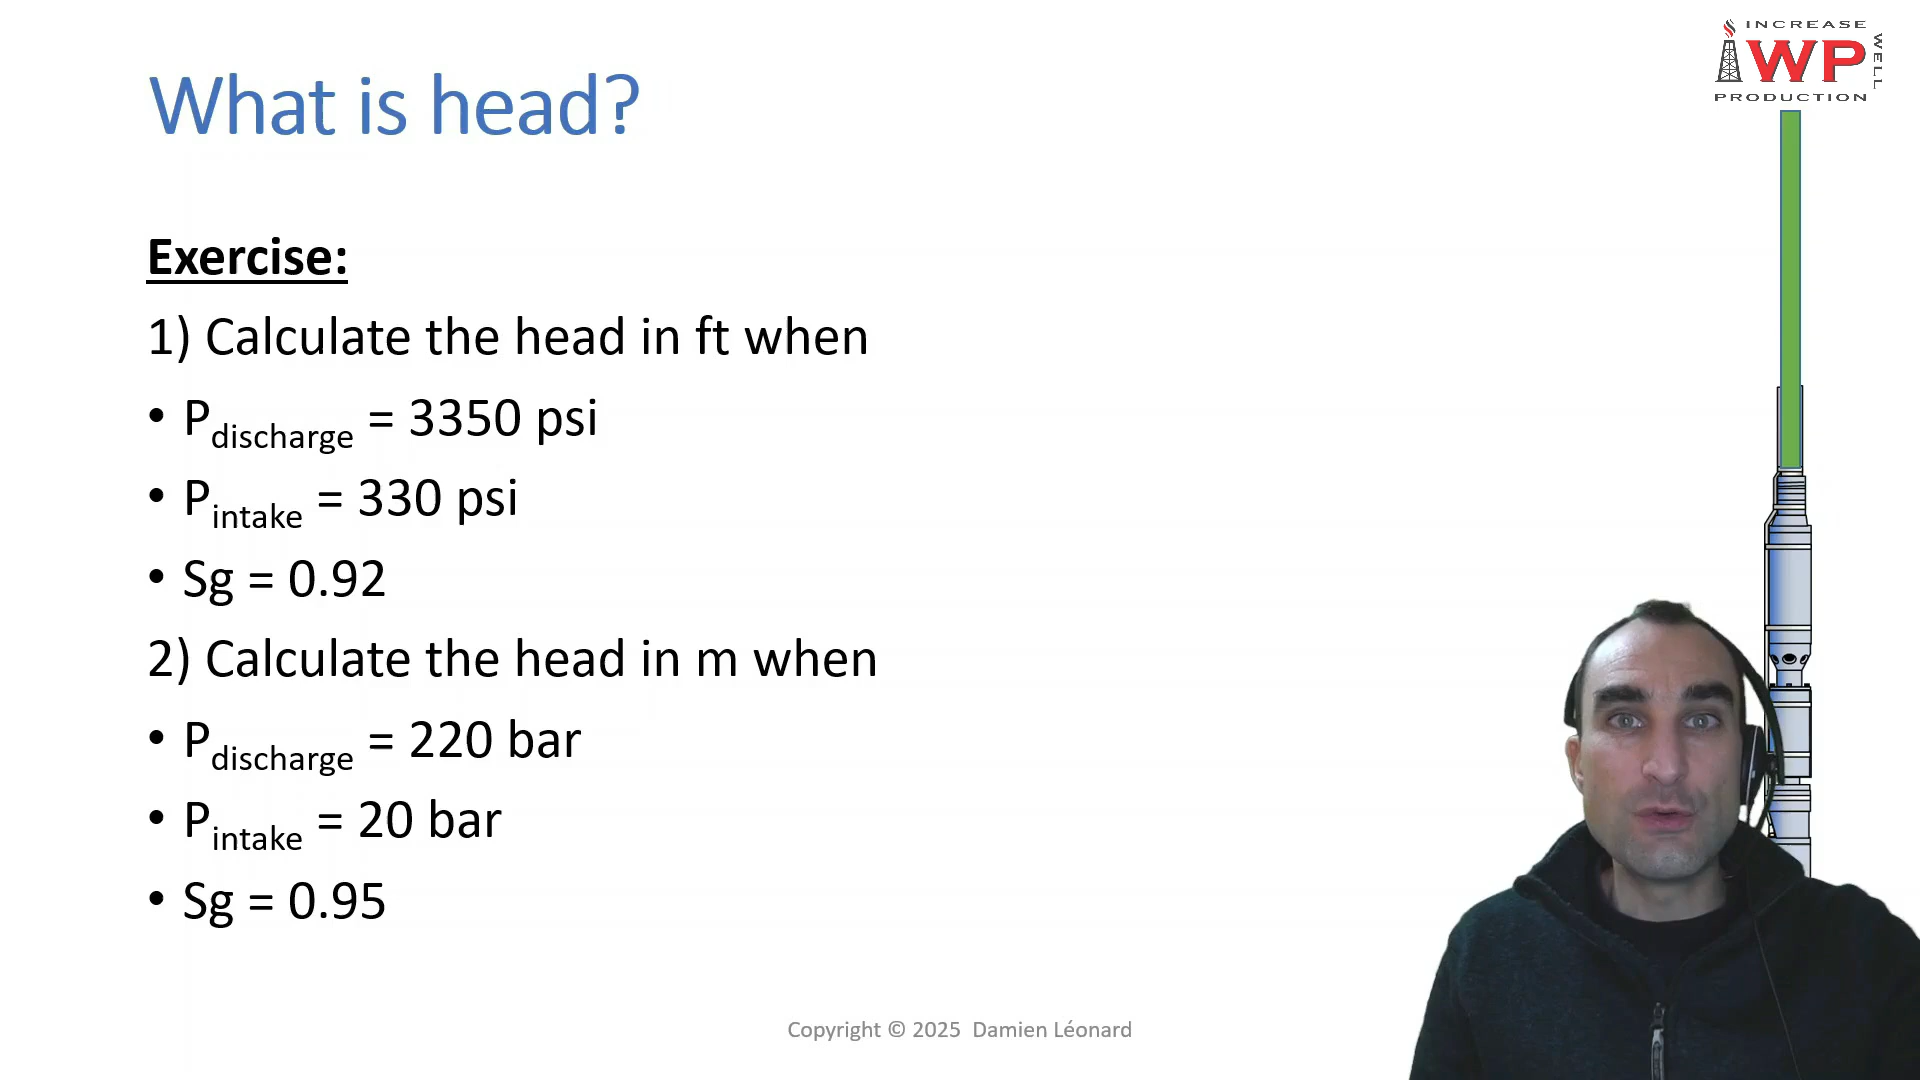 INCREASE
WP
WELL
PRODUCTION
What is head?
Exercise:
1) Calculate the head in ft when
• Pdischarge = 3350 psi
• Pintake = 330 psi
• Sg = 0.92
2) Calculate the head in m when
• Pdischarge = 220 bar
• Pintake = 20 bar
• Sg = 0.95
Copyright © 2025 Damien Léonard